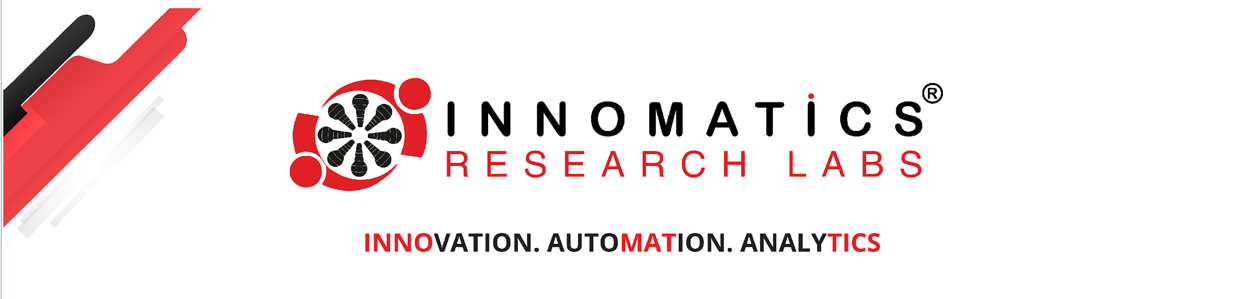 INNOMATICS®
RESEARCH LABS
INNOVATION. AUTOMATION. ANALYTICS